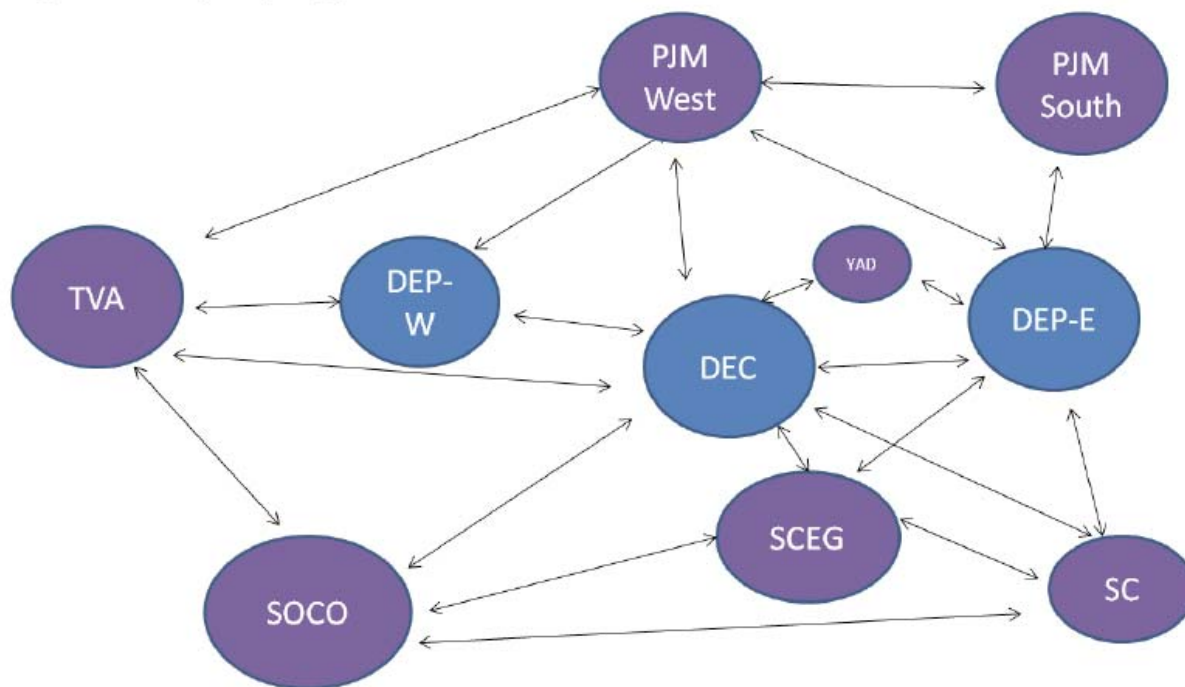 PJM
West
PJM
South
YAD
TVA
DEP-
W
DEP-E
DEC
SCEG
SC
SOCO